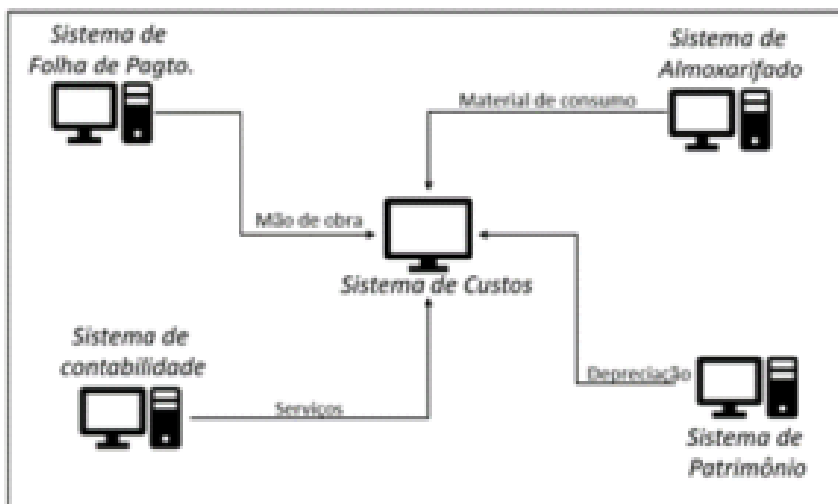 Sistema de
Folha de Pagto.
Sistema de
Almoxarifado
Material de consumo
Mão de obra
Sistema de Custos
Sistema de
contabilidade
Serviços
Depreciação
Sistema de
Patrimônio